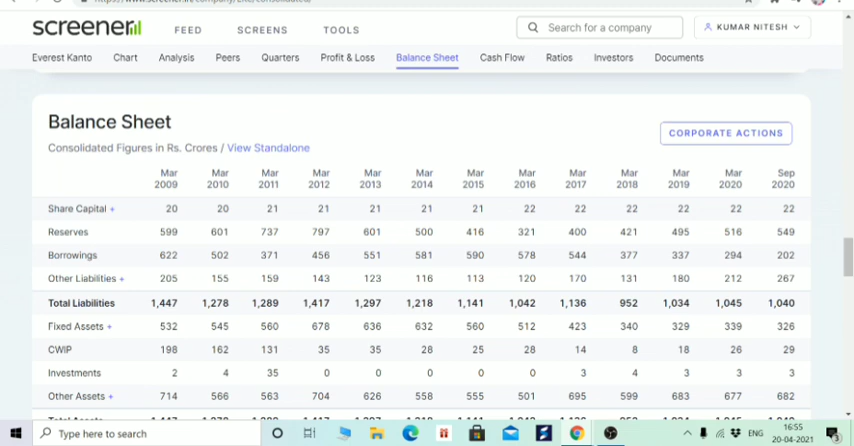 screener
FEED SCREENS TOOLS
Search for a company
KUMAR NITESH
Everest Kanto Chart Analysis Peers Quarters Profit & Loss Balance Sheet Cash Flow Ratios Investors Documents
Balance Sheet
CORPORATE ACTIONS
Consolidated Figures in Rs. Crores / View Standalone
Mar 2009 Mar 2010 Mar 2011 Mar 2012 Mar 2013 Mar 2014 Mar 2015 Mar 2016 Mar 2017 Mar 2018 Mar 2019 Mar 2020 Sep 2020
Share Capital + 20 20 21 21 21 21 21 22 22 22 22 22 22
Reserves 599 601 737 797 601 500 416 321 400 421 495 516 549
Borrowings 622 502 371 456 551 581 590 578 544 377 337 294 202
Other Liabilities + 205 155 159 143 123 116 113 120 170 131 180 212 267
Total Liabilities 1,447 1,278 1,289 1,417 1,297 1,218 1,141 1,042 1,136 952 1,034 1,045 1,040
Fixed Assets + 532 545 560 678 636 632 560 512 423 340 329 339 326
CWIP 198 162 131 35 35 28 25 28 14 8 18 26 29
Investments 2 4 35 0 0 0 0 0 3 4 3 3 3
Other Assets + 714 566 563 704 626 558 555 501 695 599 683 677 682
Type here to search
ENG
16:55
20-04-2021
3